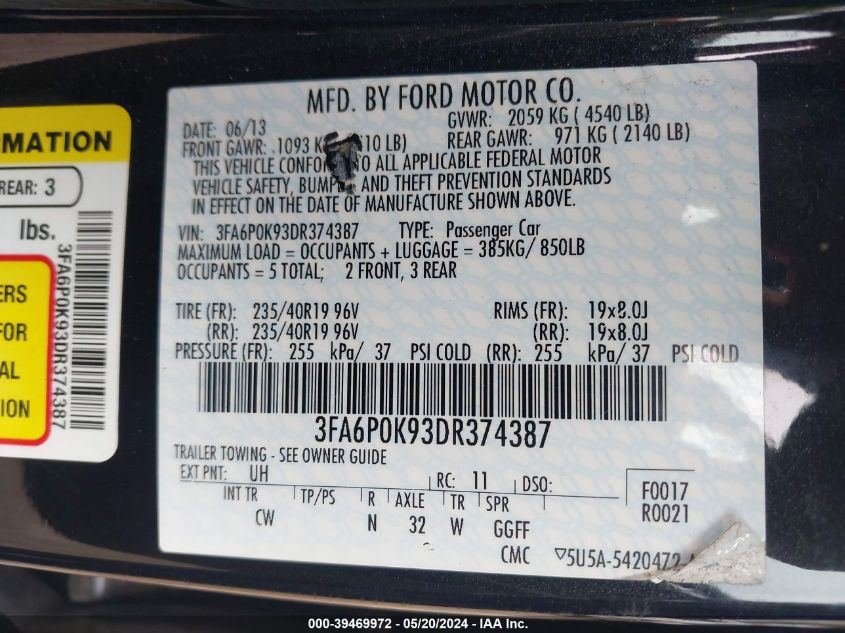 MFD. BY FORD MOTOR CO.
DATE: 06/13
GVWR: 2059 KG ( 4540 LB)
FRONT GAWR: 1093 10 LB)
REAR GAWR: 971 KG ( 2140 LB)
THIS VEHICLE TO ALL APPLICABLE FEDERAL MOTOR
VEHICLE SAFETY, AND THEFT PREVENTION STANDARDS
IN EFFECT ON THE DATE OF MANUFACTURE SHOWN ABOVE.
VIN: 3FA6P0K93DR374387 TYPE: Passenger Car
MAXIMUM LOAD = OCCUPANTS + LUGGAGE = 385KG/ 850LB
OCCUPANTS = 5 TOTAL; 2 FRONT, 3 REAR
TIRE (FR): 235/40R19 96V RIMS (FR): 19x8.0J
(RR): 235/40R19 96V (RR): 19x8.0J
PRESSURE (FR): 255 kPa/ 37 PSI COLD (RR): 255 kPa/ 37 PSI COLD
3FA6P0K93DR374387
TRAILER TOWING - SEE OWNER GUIDE
EXT PNT: UH RC: 11 DSO:
INT TR TP/PS R AXLE TR SPR
CW N 32 W GGFF
F0017
R0021
CMC ▽5U5A-5420472-A
RMATION
REAR: 3
lbs.
3FA6P0K93DR374387
ERS
FOR
AL
ION
000-39469972 - 05/20/2024 - IAA Inc.